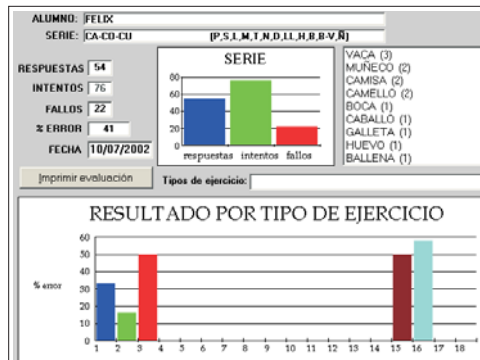 ALUMNO: FELIX
SERIE: CA-CO-CU (P,S,L,M,T,N,D,LL,H,B,B-V,Ñ)
RESPUESTAS 54
INTENTOS 76
FALLOS 22
% ERROR 41
FECHA 10/07/2002
Imprimir evaluación
SERIE
80
60
40
20
0
respuestas intentos fallos
VACA (3)
MUÑECO (2)
CAMISA (2)
CAMELLO (2)
BOCA (1)
CABALLO (1)
GALLETA (1)
HUEVO (1)
BALLENA (1)
Tipos de ejercicio:
RESULTADO POR TIPO DE EJERCICIO
% error
60
50
40
30
20
10
0
1 2 3 4 5 6 7 8 9 10 11 12 13 14 15 16 17 18